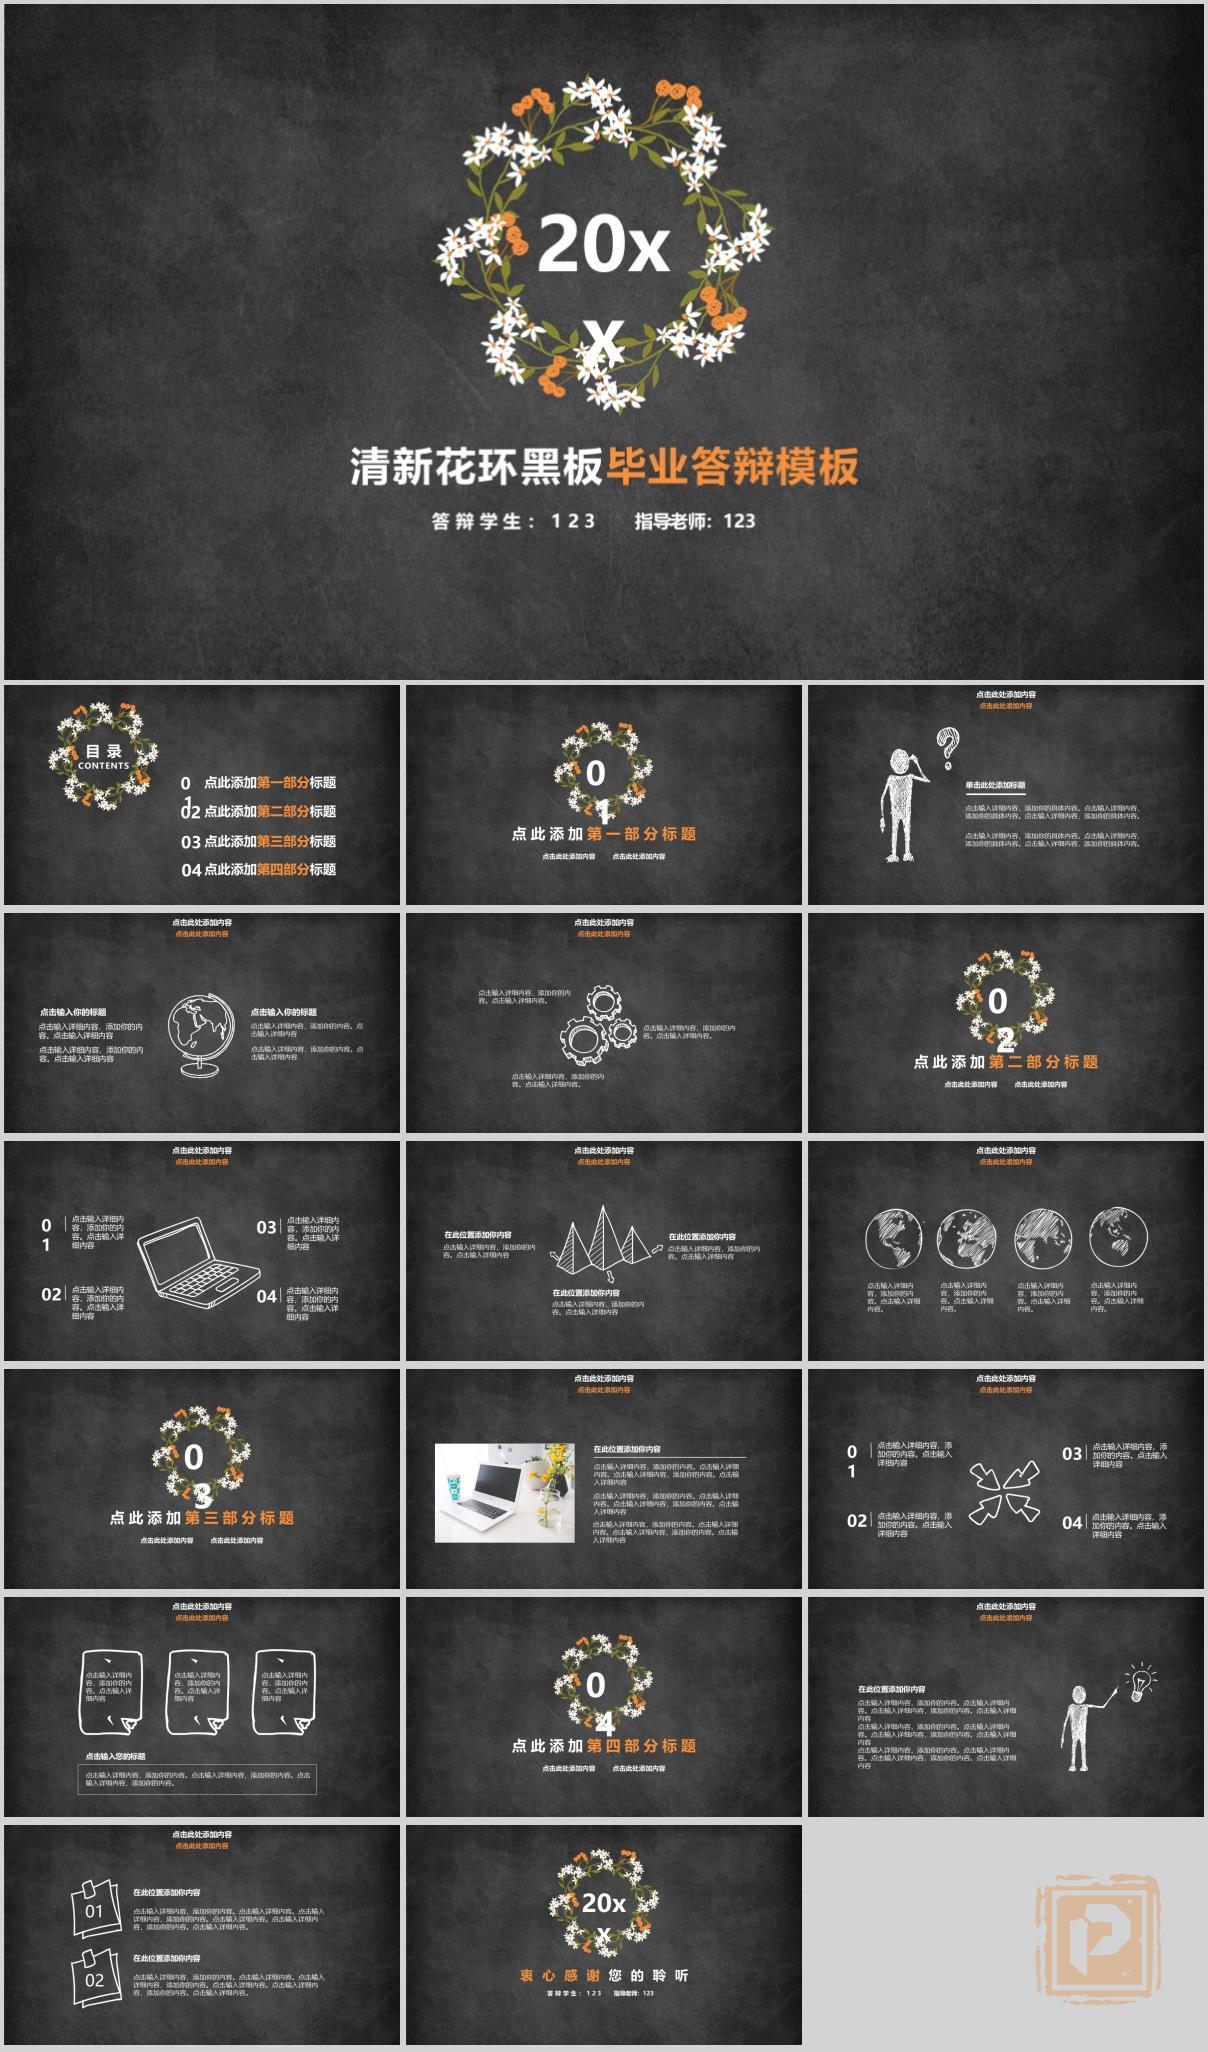 20x
x
清新花环黑板毕业答辩模板
答辩学生：123 指导老师：123
目录
CONTENTS
0
1
点此添加第一部分标题
02 点此添加第二部分标题
03 点此添加第三部分标题
04 点此添加第四部分标题
0
1
点此添加第一部分标题
点击此处添加内容 点击此处添加内容
点击此处添加内容
点击此处添加内容
单击此处添加标题
点击输入详细内容，添加你的具体内容。点击输入详细内容，
添加你的具体内容。点击输入详细内容，添加你的具体内容。
点击输入详细内容，添加你的具体内容。点击输入详细内容，
添加你的具体内容。点击输入详细内容，添加你的具体内容。
点击此处添加内容
点击此处添加内容
点击输入你的标题
点击输入详细内容，添加你的内
容。点击输入详细内容
点击输入详细内容，添加你的内
容。点击输入详细内容
点击输入你的标题
点击输入详细内容，添加你的内容。点
击输入详细内容
点击输入详细内容，添加你的内容。点
击输入详细内容
点击此处添加内容
点击此处添加内容
点击输入详细内容，添加你的内
容。点击输入详细内容。
点击输入详细内容，添加你的内
容。点击输入详细内容。
点击输入详细内容，添加你的内
容。点击输入详细内容。
0
2
点此添加第二部分标题
点击此处添加内容 点击此处添加内容
点击此处添加内容
点击此处添加内容
0
1
点击输入详细内
容，添加你的内
容。点击输入详
细内容
02
点击输入详细内
容，添加你的内
容。点击输入详
细内容
03
点击输入详细内
容，添加你的内
容。点击输入详
细内容
04
点击输入详细内
容，添加你的内
容。点击输入详
细内容
点击此处添加内容
点击此处添加内容
在此位置添加你内容
点击输入详细内容，添加你的内
容。点击输入详细内容
在此位置添加你内容
点击输入详细内容，添加你的内
容。点击输入详细内容
在此位置添加你内容
点击输入详细内容，添加你的内
容。点击输入详细内容
点击此处添加内容
点击此处添加内容
点击输入详细内
容，添加你的内
容。点击输入详细
内容。
点击输入详细内
容，添加你的内
容。点击输入详细
内容。
点击输入详细内
容，添加你的内
容。点击输入详细
内容。
点击输入详细内
容，添加你的内
容。点击输入详细
内容。
0
3
点此添加第三部分标题
点击此处添加内容 点击此处添加内容
点击此处添加内容
点击此处添加内容
在此位置添加你内容
点击输入详细内容，添加你的内容。点击输入详细
内容。点击输入详细内容，添加你的内容。点击输
入详细内容
点击输入详细内容，添加你的内容。点击输入详细
内容。点击输入详细内容，添加你的内容。点击输
入详细内容
点击输入详细内容，添加你的内容。点击输入详细
内容。点击输入详细内容，添加你的内容。点击输
入详细内容
点击此处添加内容
点击此处添加内容
0
1
点击输入详细内容，添
加你的内容。点击输入
详细内容
02
点击输入详细内容，添
加你的内容。点击输入
详细内容
03
点击输入详细内容，添
加你的内容。点击输入
详细内容
04
点击输入详细内容，添
加你的内容。点击输入
详细内容
点击此处添加内容
点击此处添加内容
点击输入详细内
容，添加你的内
容。点击输入详
细内容
点击输入详细内
容，添加你的内
容。点击输入详
细内容
点击输入详细内
容，添加你的内
容。点击输入详
细内容
点击输入您的标题
点击输入详细内容，添加你的内容。点击输入详细内容，添加你的内容。点击
输入详细内容，添加你的内容。
0
4
点此添加第四部分标题
点击此处添加内容 点击此处添加内容
点击此处添加内容
点击此处添加内容
在此位置添加你内容
点击输入详细内容，添加你的内容。点击输入详细内
容。点击输入详细内容，添加你的内容。点击输入详细
内容
点击输入详细内容，添加你的内容。点击输入详细内
容。点击输入详细内容，添加你的内容。点击输入详细
内容
点击输入详细内容，添加你的内容。点击输入详细内
容。点击输入详细内容，添加你的内容。点击输入详细
内容
点击此处添加内容
点击此处添加内容
01
在此位置添加你内容
点击输入详细内容，添加你的内容。点击输入详细内容。点击输入
详细内容，添加你的内容。点击输入详细内容。点击输入详细内
容，添加你的内容。点击输入详细内容。
02
在此位置添加你内容
点击输入详细内容，添加你的内容。点击输入详细内容。点击输入
详细内容，添加你的内容。点击输入详细内容。点击输入详细内
容，添加你的内容。点击输入详细内容。
20x
x
衷心感谢您的聆听
答辩学生：123 指导老师：123